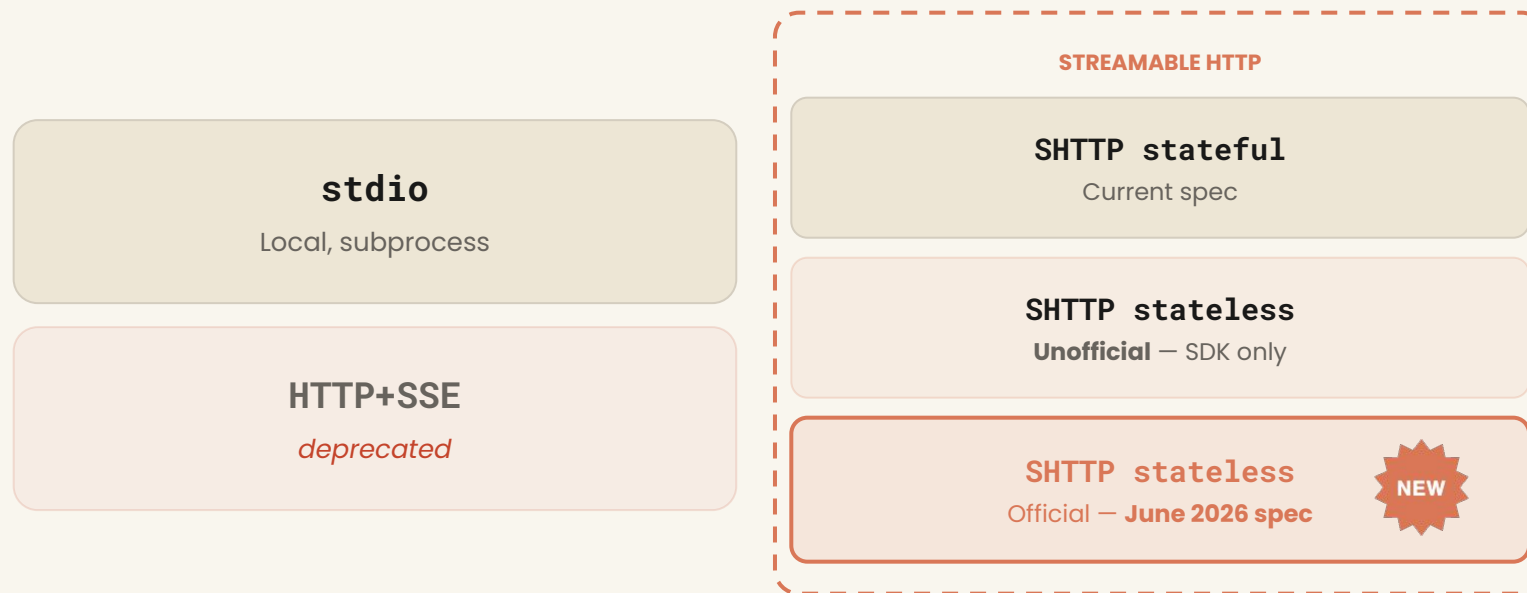 stdio
Local, subprocess
HTTP+SSE
deprecated
STREAMABLE HTTP
SHTTP stateful
Current spec
SHTTP stateless
Unofficial — SDK only
SHTTP stateless
Official — June 2026 spec
NEW